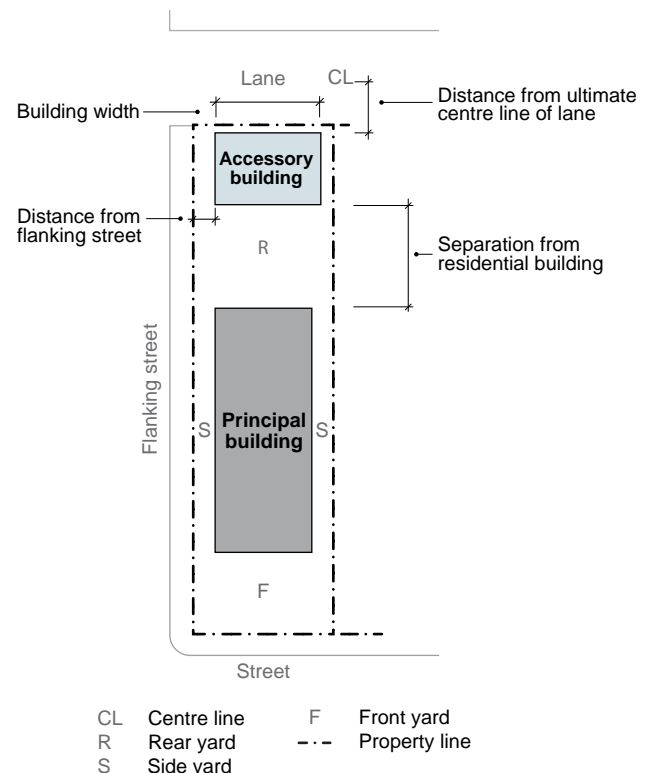 Lane
CL
Building width
Distance from ultimate
centre line of lane
Accessory
building
Distance from
flanking street
R
Separation from
residential building
Flanking street
S
Principal
building
S
F
Street
CL Centre line
R Rear yard
S Side yard
F Front yard
Property line